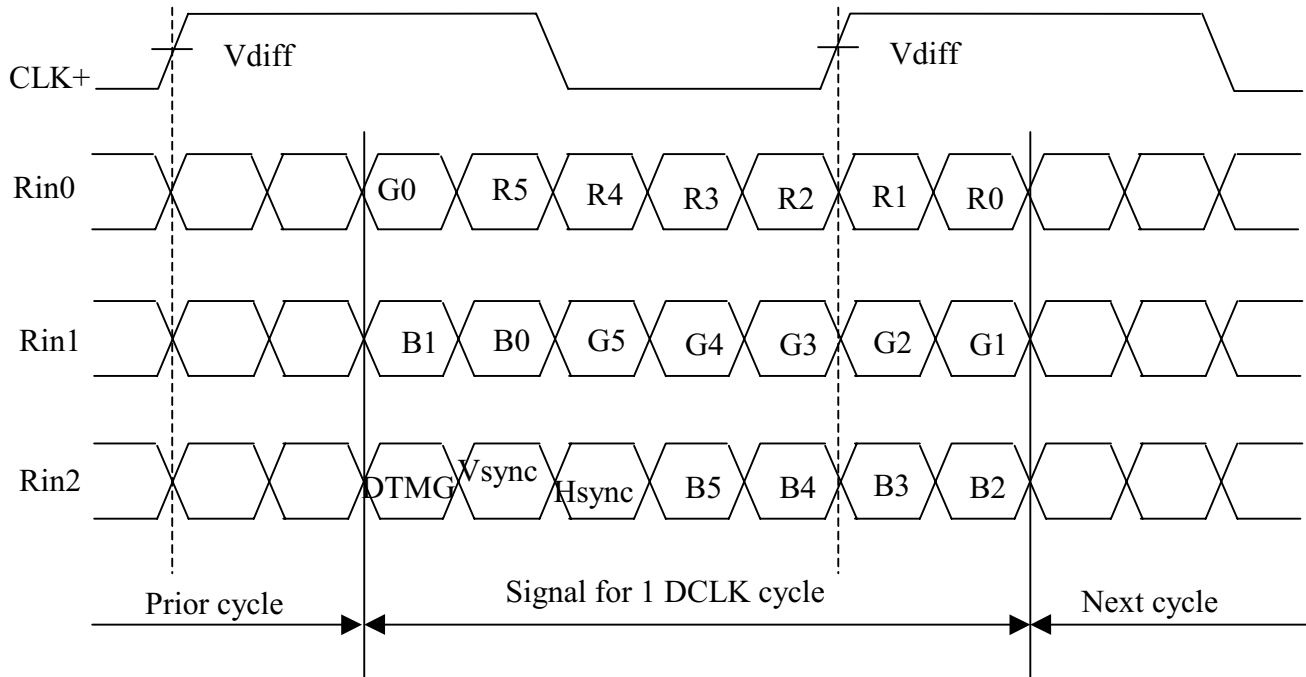 CLK+ Vdiff Vdiff
Rin0 G0 R5 R4 R3 R2 R1 R0
Rin1 B1 B0 G5 G4 G3 G2 G1
Rin2 DTMG Vsync Hsync B5 B4 B3 B2
Prior cycle Signal for 1 DCLK cycle Next cycle